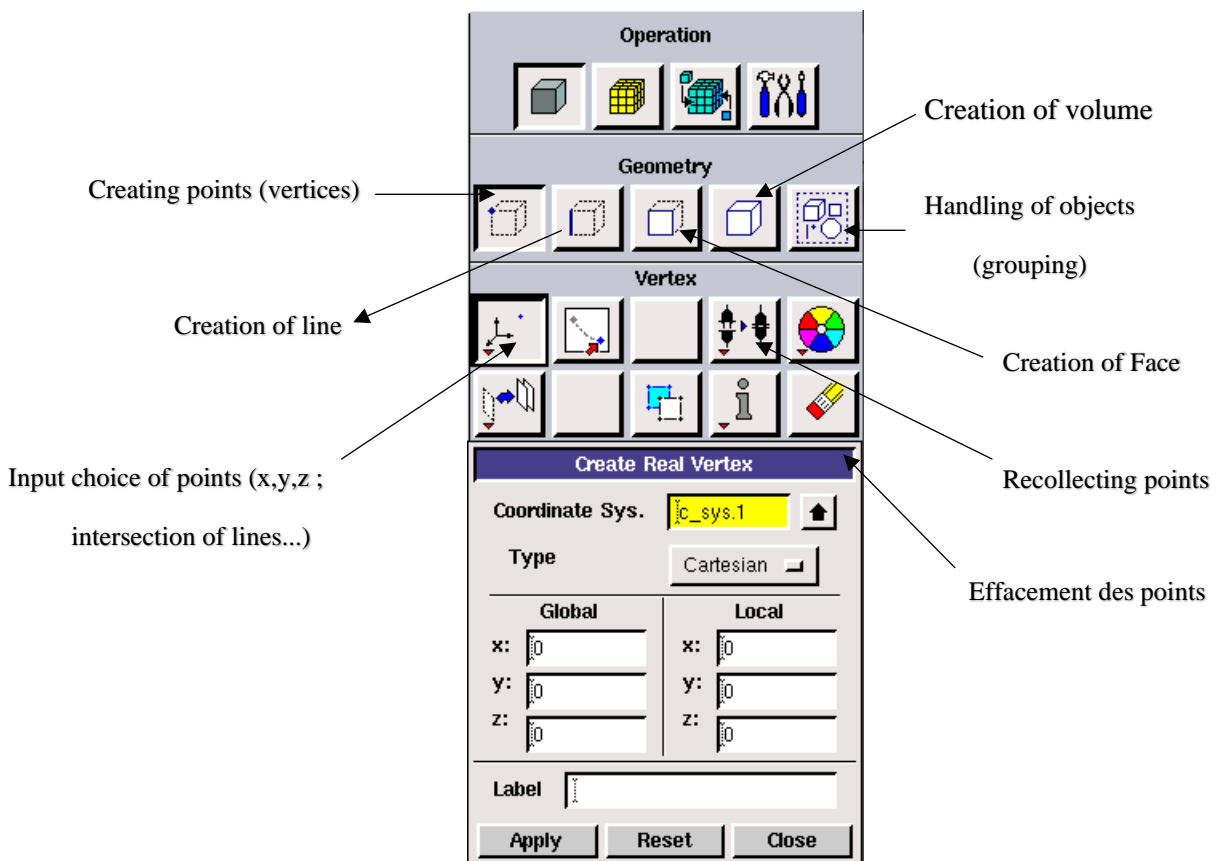 Operation
Creation of volume
Geometry
Creating points (vertices)
Handling of objects
(grouping)
Vertex
Creation of line
Creation of Face
Input choice of points (x,y,z ;
intersection of lines...)
Recollecting points
Create Real Vertex
Coordinate Sys. c_sys.1
Type Cartesian
Effacement des points
Global Local
x: 0 x: 0
y: 0 y: 0
z: 0 z: 0
Label
Apply Reset Close